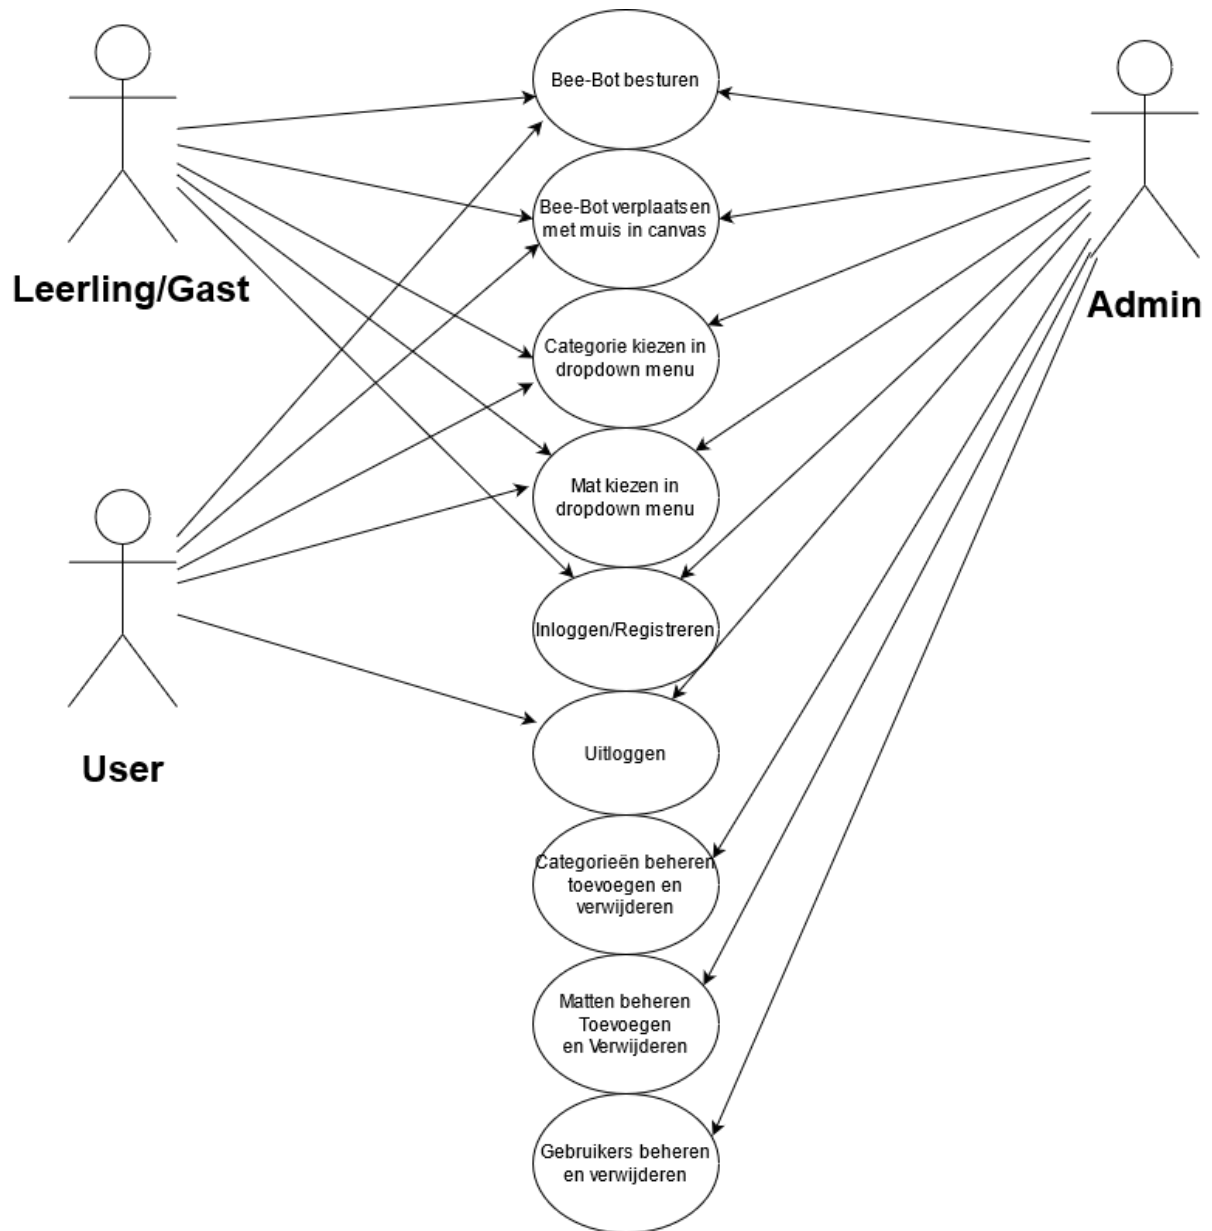 Bee-Bot besturen
Bee-Bot verplaatsen
met muis in canvas
Leerling/Gast
Admin
Categorie kiezen in
dropdown menu
Mat kiezen in
dropdown menu
Inloggen/Registreren
User
Uitloggen
Categorieën beheren
toevoegen en
verwijderen
Matten beheren
Toevoegen
en Verwijderen
Gebruikers beheren
en verwijderen